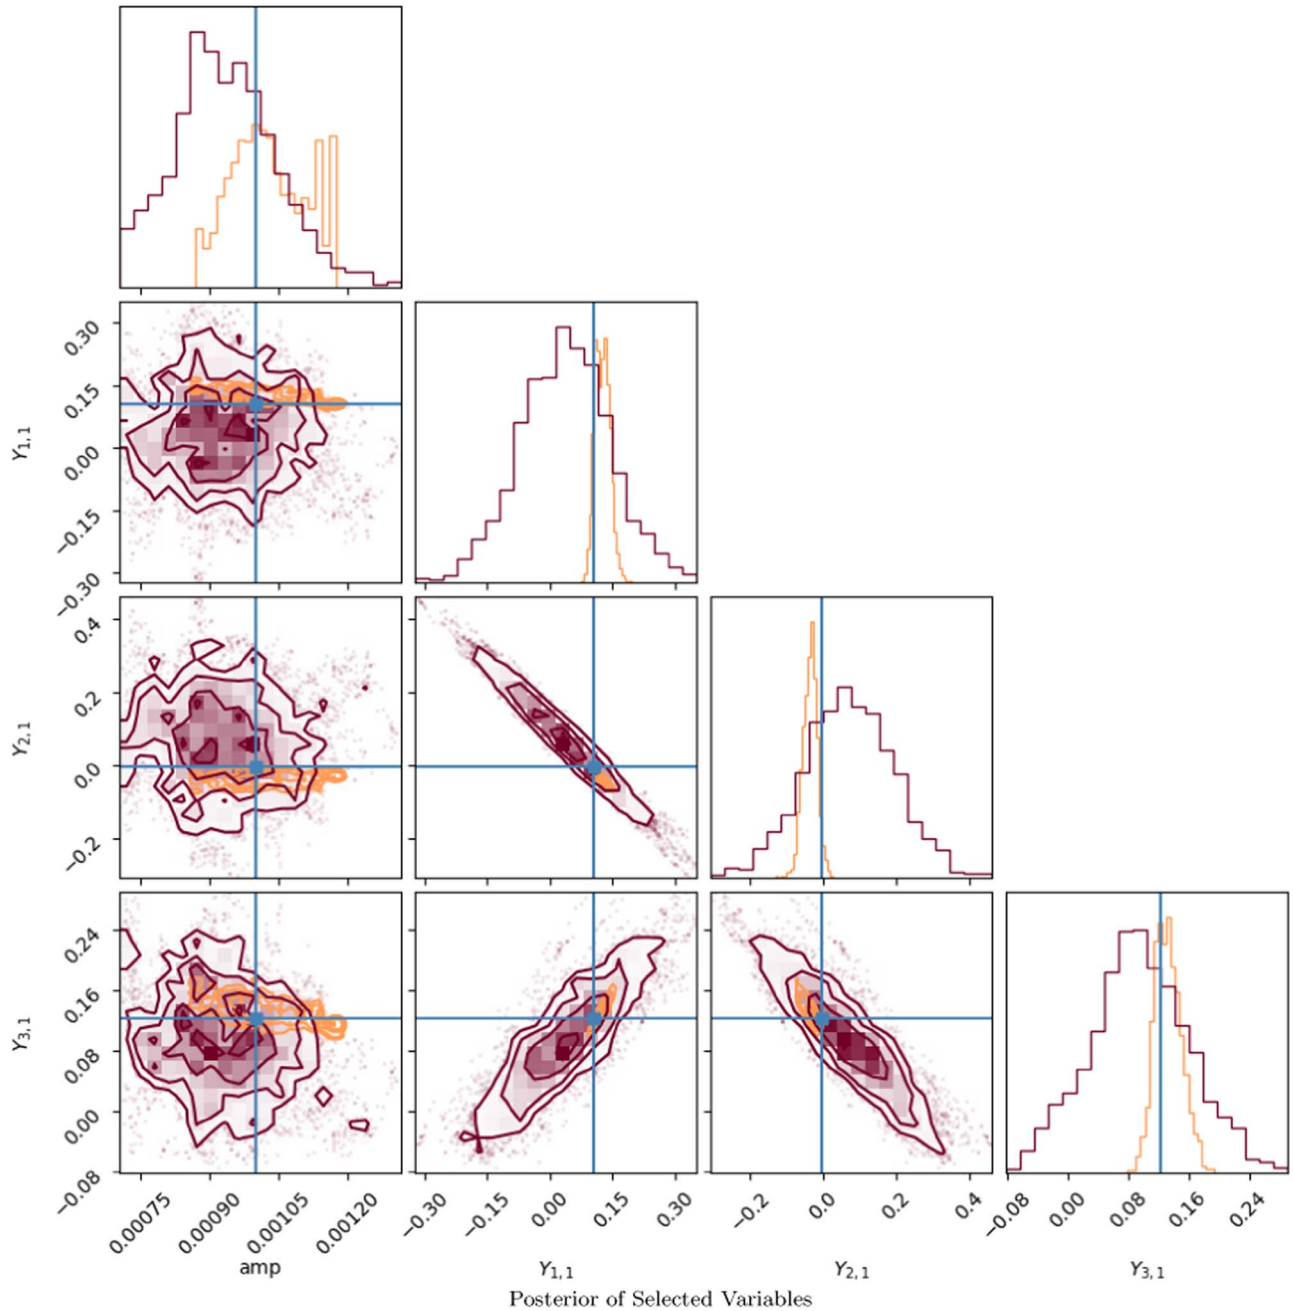 0.30
0.15
0.00
−0.15
−0.30
Y1,1
0.4
0.2
0.0
−0.2
Y2,1
0.24
0.16
0.08
0.00
−0.08
Y3,1
0.00075 0.00090 0.00105 0.00120 −0.30 −0.15 0.00 0.15 0.30 −0.2 0.0 0.2 0.4 −0.08 0.00 0.08 0.16 0.24
amp Y1,1 Y2,1 Y3,1
Posterior of Selected Variables